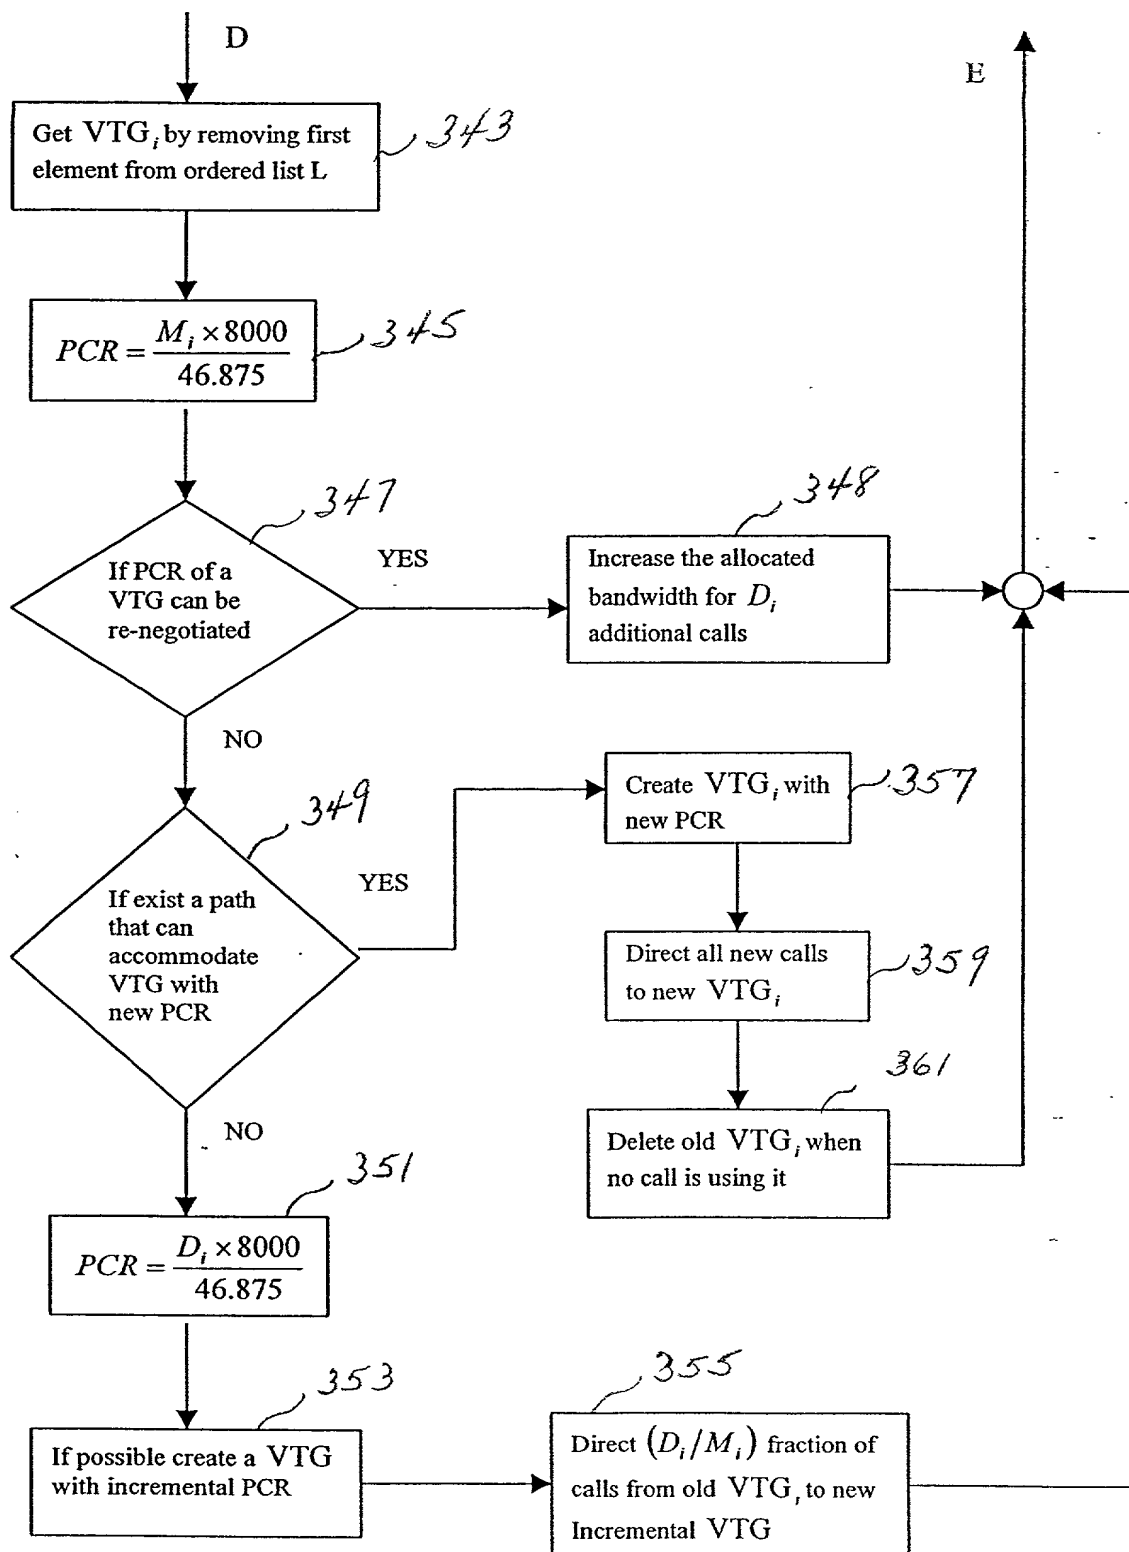 D
E
Get VTG_i by removing first
element from ordered list L
343
PCR = M_i × 8000 / 46.875
345
If PCR of a
VTG can be
re-negotiated
347
YES
Increase the allocated
bandwidth for D_i
additional calls
348
NO
If exist a path
that can
accommodate
VTG with
new PCR
349
YES
Create VTG_i with
new PCR
357
Direct all new calls
to new VTG_i
359
Delete old VTG_i when
no call is using it
361
NO
PCR = D_i × 8000 / 46.875
351
If possible create a VTG
with incremental PCR
353
Direct (D_i/M_i) fraction of
calls from old VTG_i to new
Incremental VTG
355